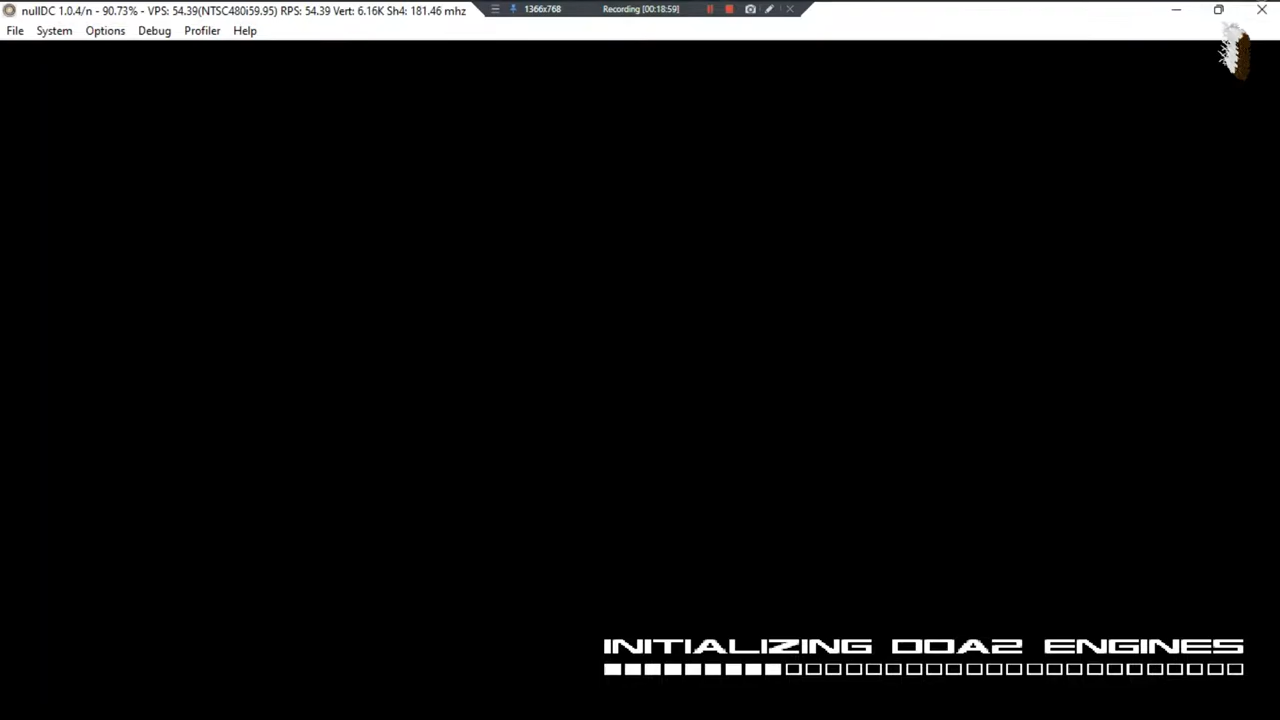 nullDC 1.0.4/n - 90.73% - VPS: 54.39(NTSC480i59.95) RPS: 54.39 Vert: 6.16K Sh4: 181.46 mhz
1366x768
Recording [00:18:59]
File System Options Debug Profiler Help
INITIALIZING DOA2 ENGINES